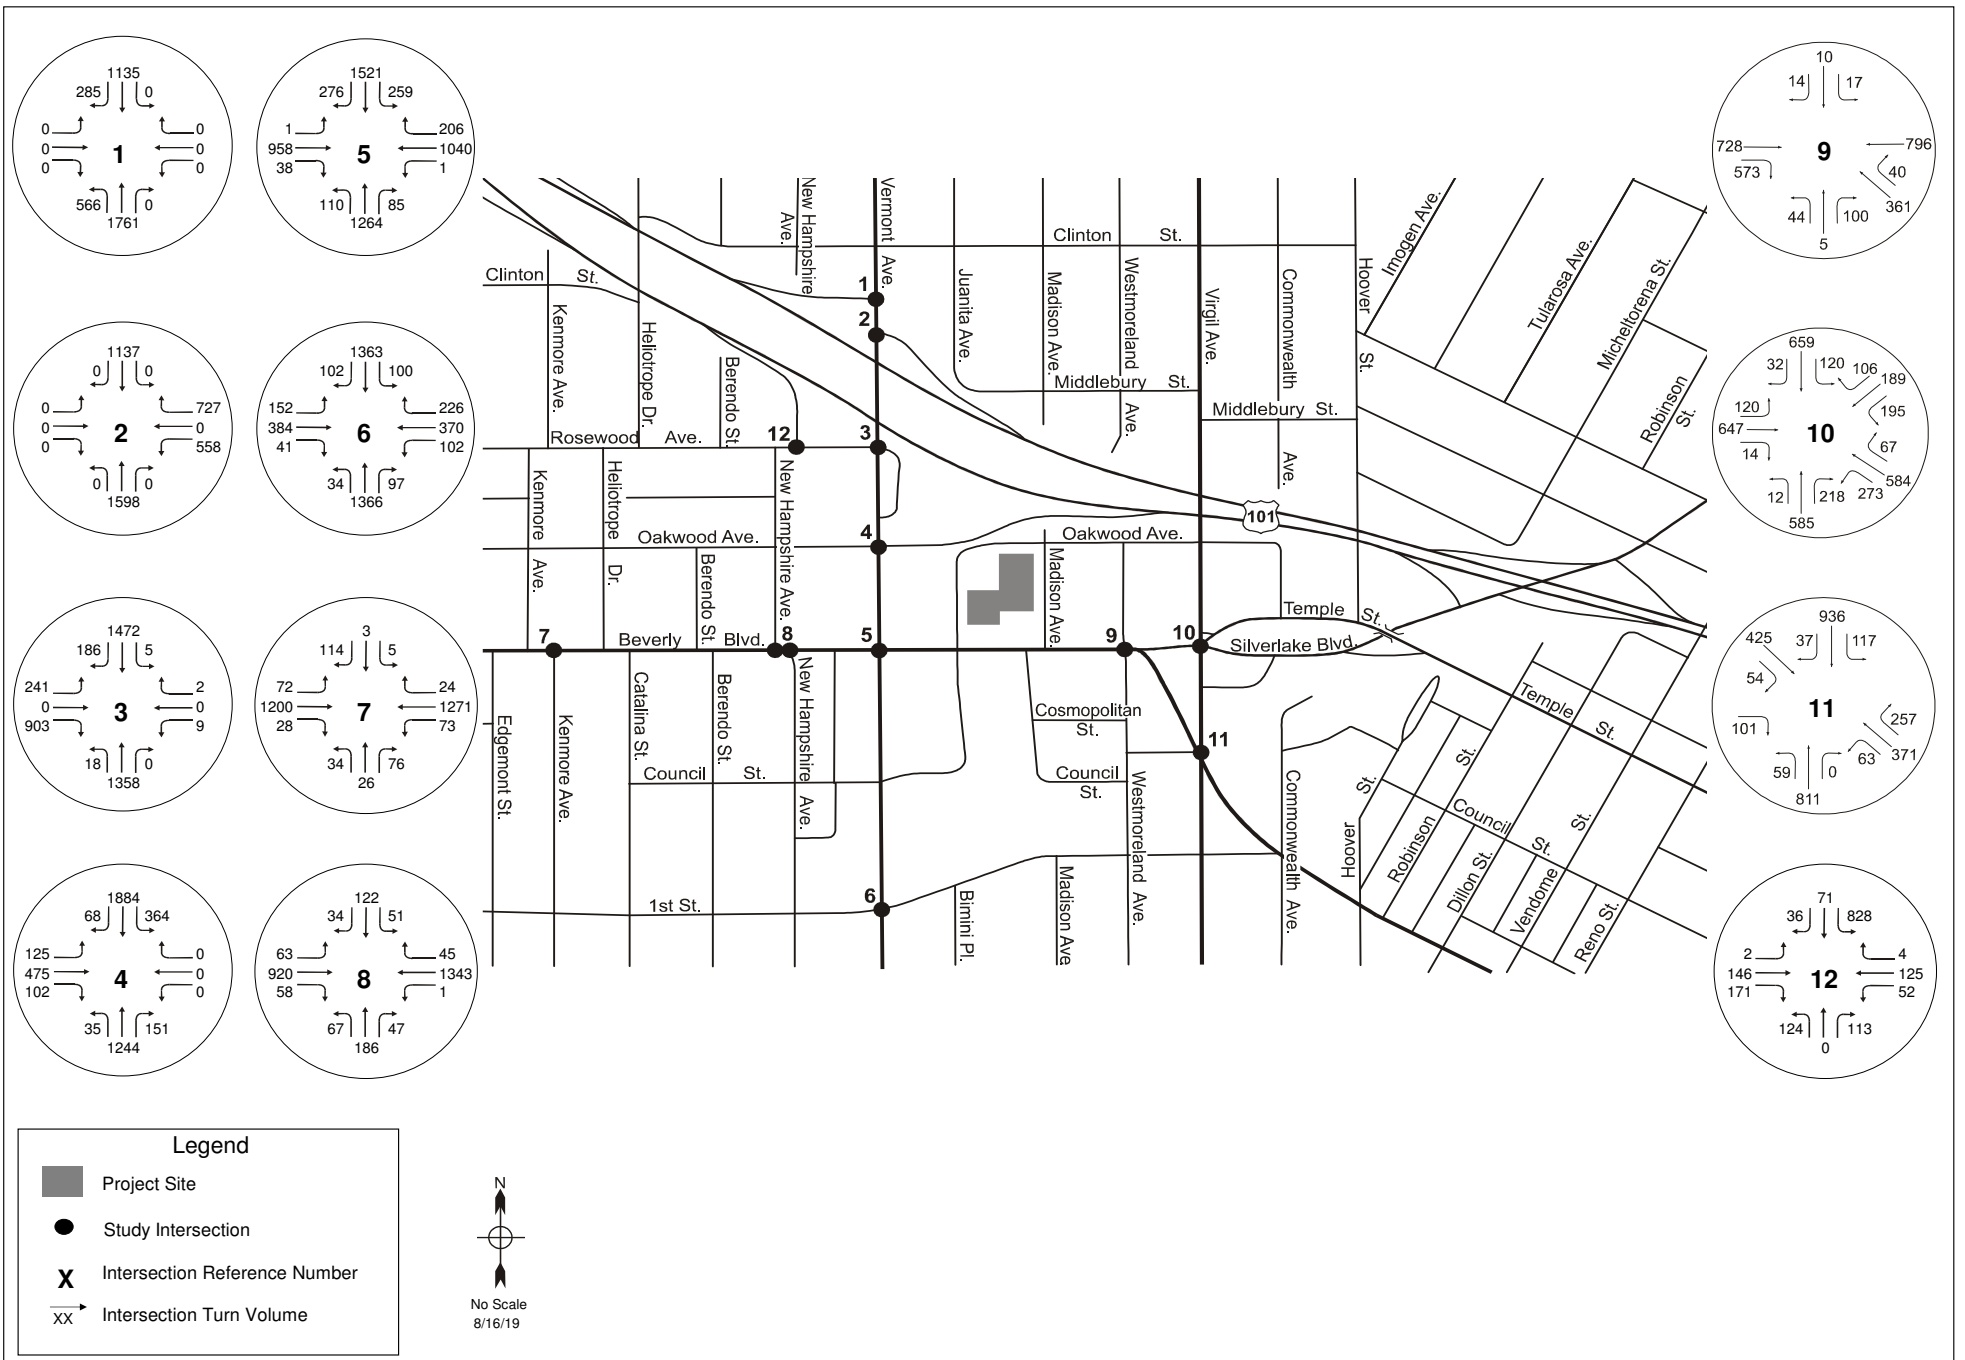 1135
285 0
0 0
0 1 0
0 0
566 0
1761
1521
276 259
1 206
958 5 1040
38 1
110 85
1264
1137
0 0
0 727
0 2 0
0 558
0 0
1598
1363
102 100
152 226
384 6 370
41 102
34 97
1366
1472
186 5
241 2
0 3 0
903 9
18 0
1358
3
114 5
72 24
1200 7 1271
28 73
34 76
26
1884
68 364
125 0
475 4 0
102 0
35 151
1244
122
34 51
63 45
920 8 1343
58 1
67 47
186
New Hampshire
Ave.
Vermont Ave.
Clinton St.
Clinton St.
Kenmore Ave.
Heliotrope Dr.
Berendo St.
Juanita Ave.
Madison Ave.
Westmoreland Ave.
Virgil Ave.
Commonwealth Ave.
Hoover St.
Imogen Ave.
Tularosa Ave.
Micheltorena St.
Robinson St.
1
2
Middlebury St.
Middlebury St.
Rosewood Ave.
12
3
Kenmore Ave.
Heliotrope Dr.
New Hampshire Ave.
101
Oakwood Ave.
4
Oakwood Ave.
Berendo St.
Madison Ave.
7
Beverly Blvd.
8
5
9
10
Temple St.
Silverlake Blvd.
Edgemont St.
Kenmore Ave.
Catalina St.
Berendo St.
New Hampshire Ave.
Cosmopolitan
St.
11
Council St.
Council
St.
Westmoreland Ave.
Commonwealth Ave.
Temple St.
Hoover St.
Robinson St.
Council St.
Dillon St.
Vendome St.
Reno St.
1st St.
6
Bimini Pl.
Madison Ave
10
14 17
728 9 796
573 40
361
44 100
5
659
32 120 106 189
120 195
647 10
14 67
584
12 218 273
585
936
425 37 117
54
11
101 257
371
59 0 63
811
71
36 828
2 4
146 12 125
171 52
124 113
0
Legend
Project Site
Study Intersection
X Intersection Reference Number
XX Intersection Turn Volume
N
No Scale
8/16/19